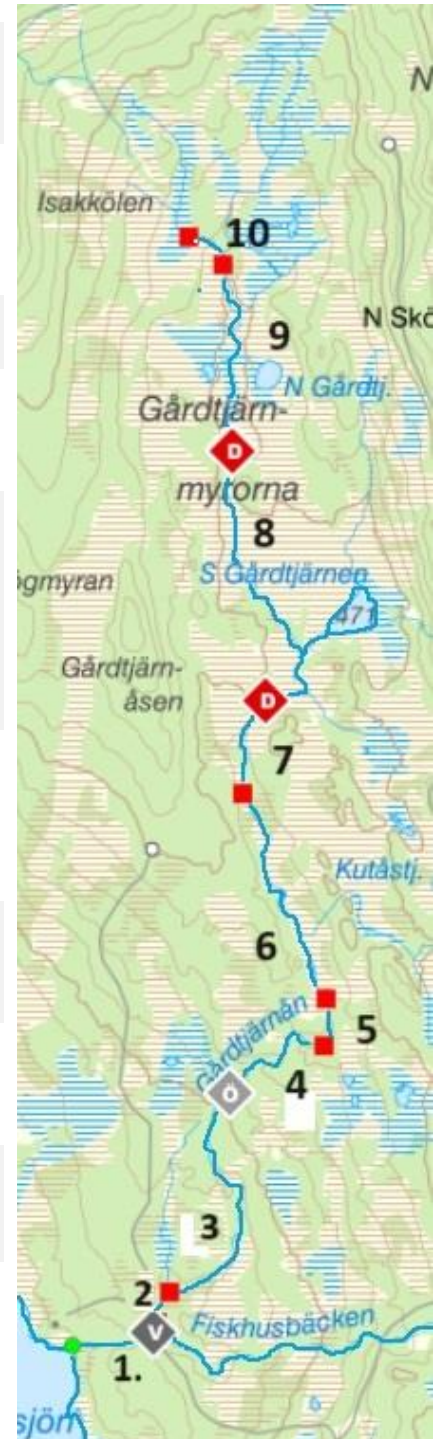 N
Isakkölen
10
9
N Skö
N Gårdtj.
Gårdtjärn-
D
myrorna
8
S Gårdtjärnen
ögmyran
471
Gårdtjärn-
åsen
D
7
Kutåstj.
6
Gårdtjärnån
5
4
Ö
3
2
V
Fiskhusbäcken
1.
sjön